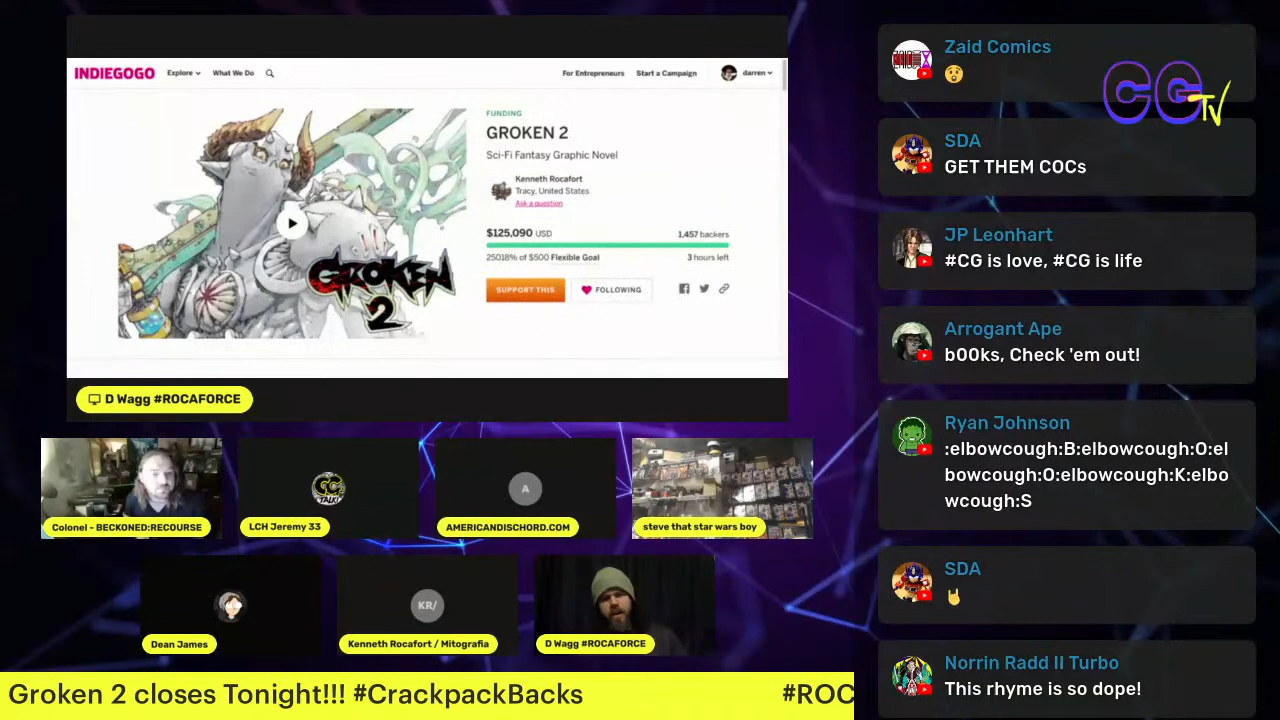 INDIEGOGO
Explore
What We Do
For Entrepreneurs
Start a Campaign
darren
FUNDING
GROKEN 2
Sci-Fi Fantasy Graphic Novel
Kenneth Rocafort
Tracy, United States
Ask a question
$125,090 USD
1,457 backers
25018% of $500 Flexible Goal
3 hours left
SUPPORT THIS
FOLLOWING
GROKEN
2
D Wagg #ROCAFORCE
Colonel - BECKONED:RECOURSE
CG
TALK!
LCH Jeremy 33
A
AMERICANDISCHORD.COM
steve that star wars boy
Dean James
KR/
Kenneth Rocafort / Mitografia
D Wagg #ROCAFORCE
Groken 2 closes Tonight!!! #CrackpackBacks
#ROC
CGTV
Zaid Comics
SDA
GET THEM COCs
JP Leonhart
#CG is love, #CG is life
Arrogant Ape
b00ks, Check 'em out!
Ryan Johnson
:elbowcough:B:elbowcough:O:el
bowcough:O:elbowcough:K:elbo
wcough:S
SDA
Norrin Radd II Turbo
This rhyme is so dope!